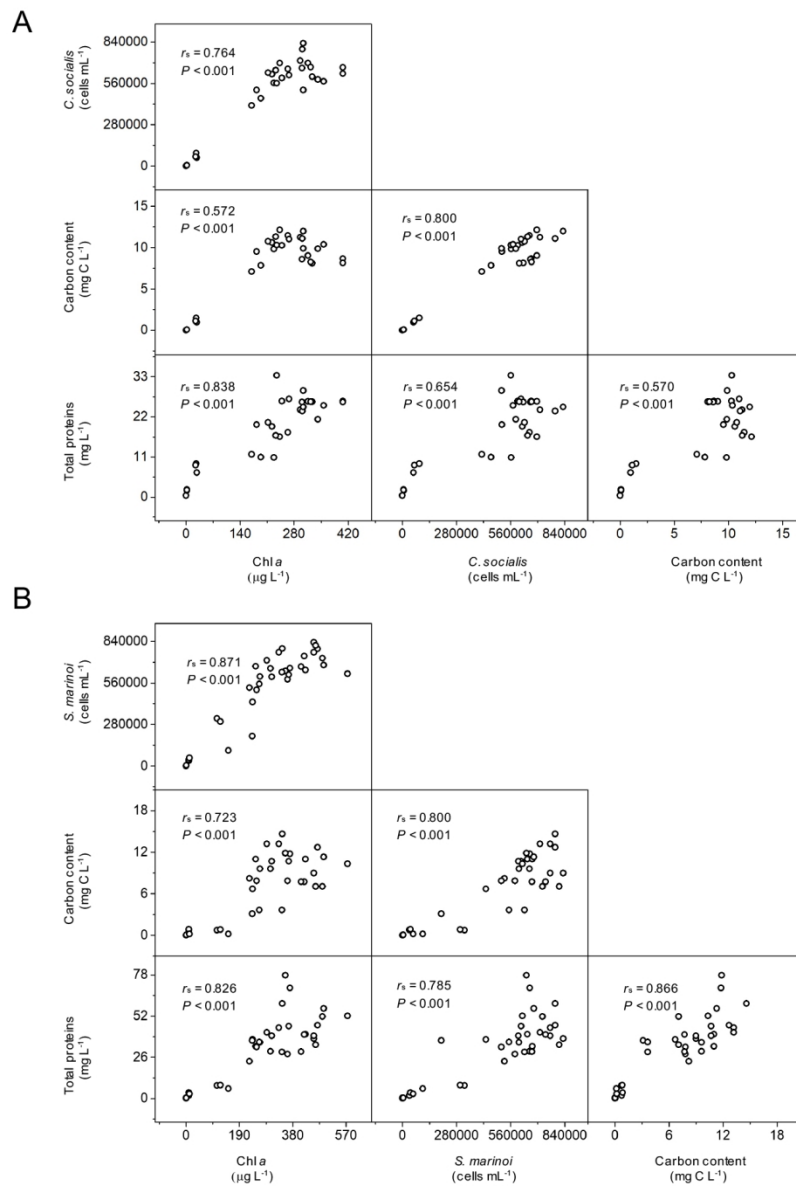 A
C. socialis
(cells mL-1)
840000
560000
280000
0
rs = 0.764
P < 0.001
Carbon content
(mg C L-1)
15
10
5
0
rs = 0.572
P < 0.001
rs = 0.800
P < 0.001
Total proteins
(mg L-1)
33
22
11
0
rs = 0.838
P < 0.001
rs = 0.654
P < 0.001
rs = 0.570
P < 0.001
0 140 280 420
0 280000 560000 840000
0 5 10 15
Chl a
(µg L-1)
C. socialis
(cells mL-1)
Carbon content
(mg C L-1)
B
S. marinoi
(cells mL-1)
840000
560000
280000
0
rs = 0.871
P < 0.001
Carbon content
(mg C L-1)
18
12
6
0
rs = 0.723
P < 0.001
rs = 0.800
P < 0.001
Total proteins
(mg L-1)
78
52
26
0
rs = 0.826
P < 0.001
rs = 0.785
P < 0.001
rs = 0.866
P < 0.001
0 190 380 570
0 280000 560000 840000
0 6 12 18
Chl a
(µg L-1)
S. marinoi
(cells mL-1)
Carbon content
(mg C L-1)